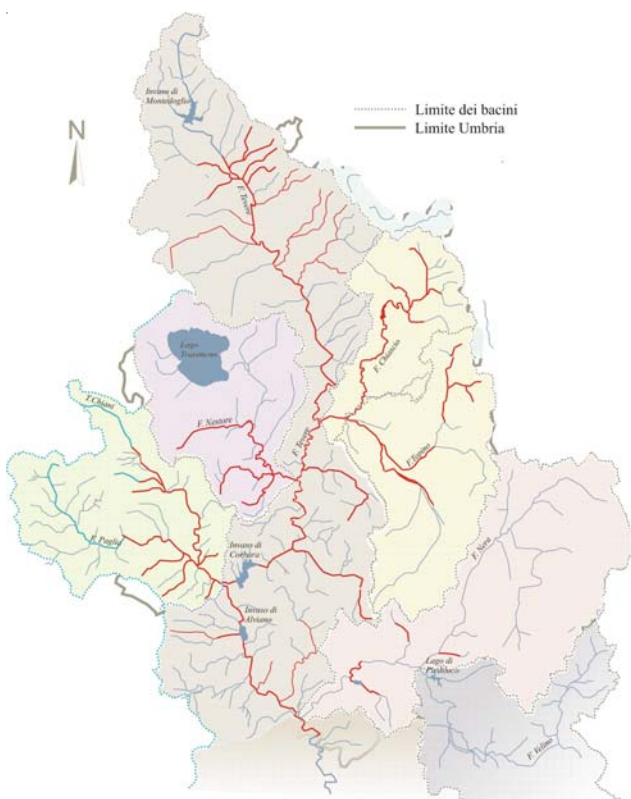 Invaso di
Montedoglio
Limite dei bacini
Limite Umbria
N
F. Tevere
Lago
Trasimeno
F. Chiascio
T. Chiani
F. Nestore
F. Tevere
F. Topino
F. Paglia
Invaso di
Corbara
F. Nera
Invaso di
Alviano
Lago di
Piediluco
F. Velino